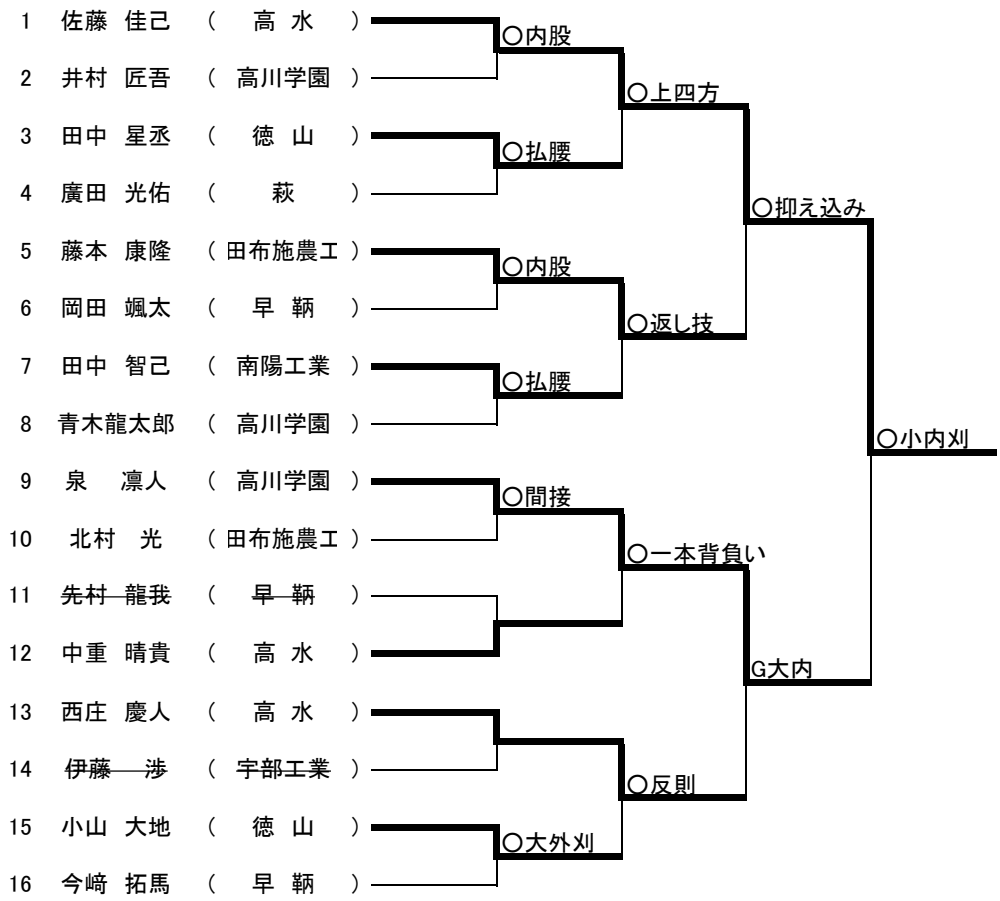 1 佐藤 佳己 ( 高 水 )
○内股
2 井村 匠吾 ( 高川学園 )
○上四方
3 田中 星丞 ( 徳 山 )
○払腰
4 廣田 光佑 ( 萩 )
○抑え込み
5 藤本 康隆 ( 田布施農工 )
○内股
6 岡田 颯太 ( 早 鞆 )
○返し技
7 田中 智己 ( 南陽工業 )
○払腰
8 青木龍太郎 ( 高川学園 )
○小内刈
9 泉 凛人 ( 高川学園 )
○間接
10 北村 光 ( 田布施農工 )
○一本背負い
11 先村 龍我 ( 早 鞆 )
12 中重 晴貴 ( 高 水 )
G大内
13 西庄 慶人 ( 高 水 )
14 伊藤 渉 ( 宇部工業 )
○反則
15 小山 大地 ( 徳 山 )
○大外刈
16 今﨑 拓馬 ( 早 鞆 )